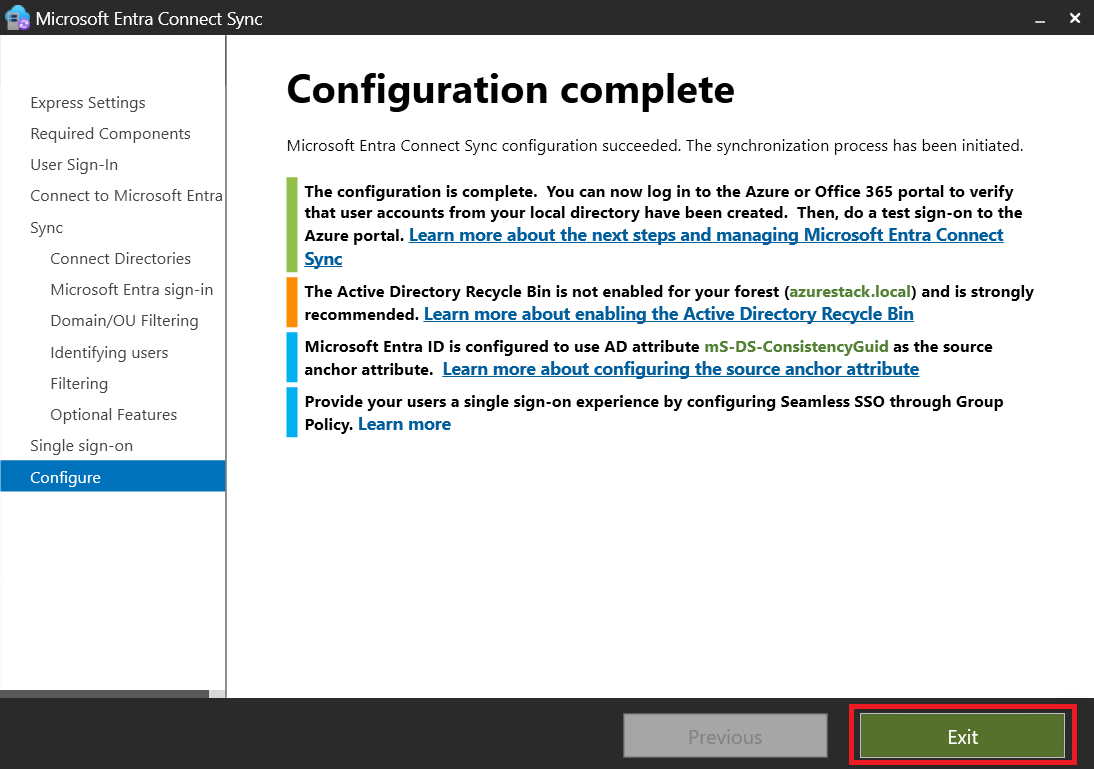 Microsoft Entra Connect Sync
Express Settings
Required Components
User Sign-In
Connect to Microsoft Entra
Sync
Connect Directories
Microsoft Entra sign-in
Domain/OU Filtering
Identifying users
Filtering
Optional Features
Single sign-on
Configure
Configuration complete
Microsoft Entra Connect Sync configuration succeeded. The synchronization process has been initiated.
The configuration is complete.  You can now log in to the Azure or Office 365 portal to verify
that user accounts from your local directory have been created.  Then, do a test sign-on to the
Azure portal. Learn more about the next steps and managing Microsoft Entra Connect
Sync
The Active Directory Recycle Bin is not enabled for your forest (azurestack.local) and is strongly
recommended. Learn more about enabling the Active Directory Recycle Bin
Microsoft Entra ID is configured to use AD attribute mS-DS-ConsistencyGuid as the source
anchor attribute.  Learn more about configuring the source anchor attribute
Provide your users a single sign-on experience by configuring Seamless SSO through Group
Policy. Learn more
Previous
Exit